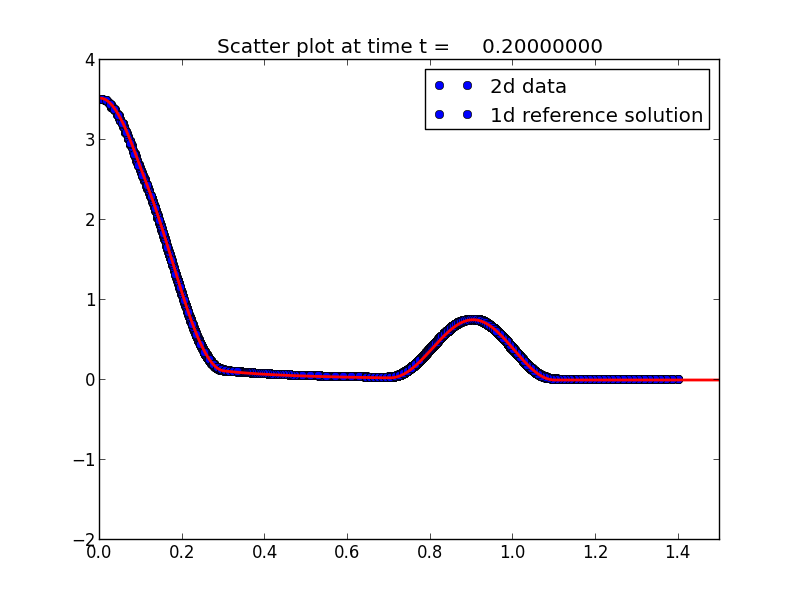 Scatter plot at time t =     0.20000000
2d data
1d reference solution
4
3
2
1
0
−1
−2
0.0 0.2 0.4 0.6 0.8 1.0 1.2 1.4